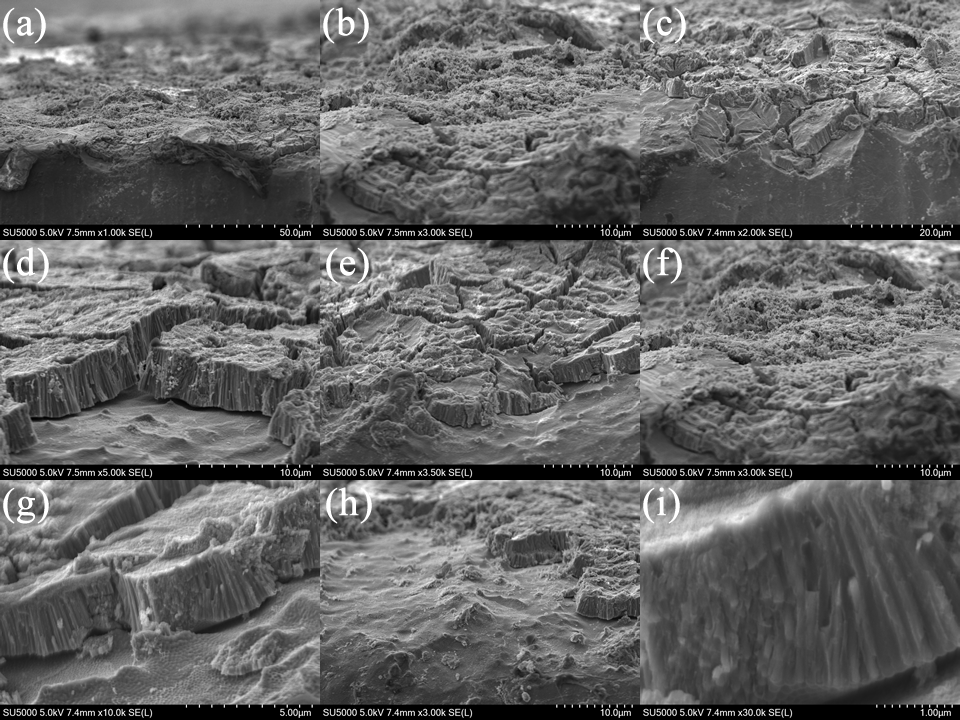 (a)
(b)
(c)
SU5000 5.0kV 7.5mm x1.00k SE(L) 50.0μm
SU5000 5.0kV 7.5mm x3.00k SE(L) 10.0μm
SU5000 5.0kV 7.4mm x2.00k SE(L) 20.0μm
(d)
(e)
(f)
SU5000 5.0kV 7.5mm x5.00k SE(L) 10.0μm
SU5000 5.0kV 7.4mm x3.50k SE(L) 10.0μm
SU5000 5.0kV 7.5mm x3.00k SE(L) 10.0μm
(g)
(h)
(i)
SU5000 5.0kV 7.4mm x10.0k SE(L) 5.00μm
SU5000 5.0kV 7.4mm x3.00k SE(L) 10.0μm
SU5000 5.0kV 7.4mm x30.0k SE(L) 1.00μm